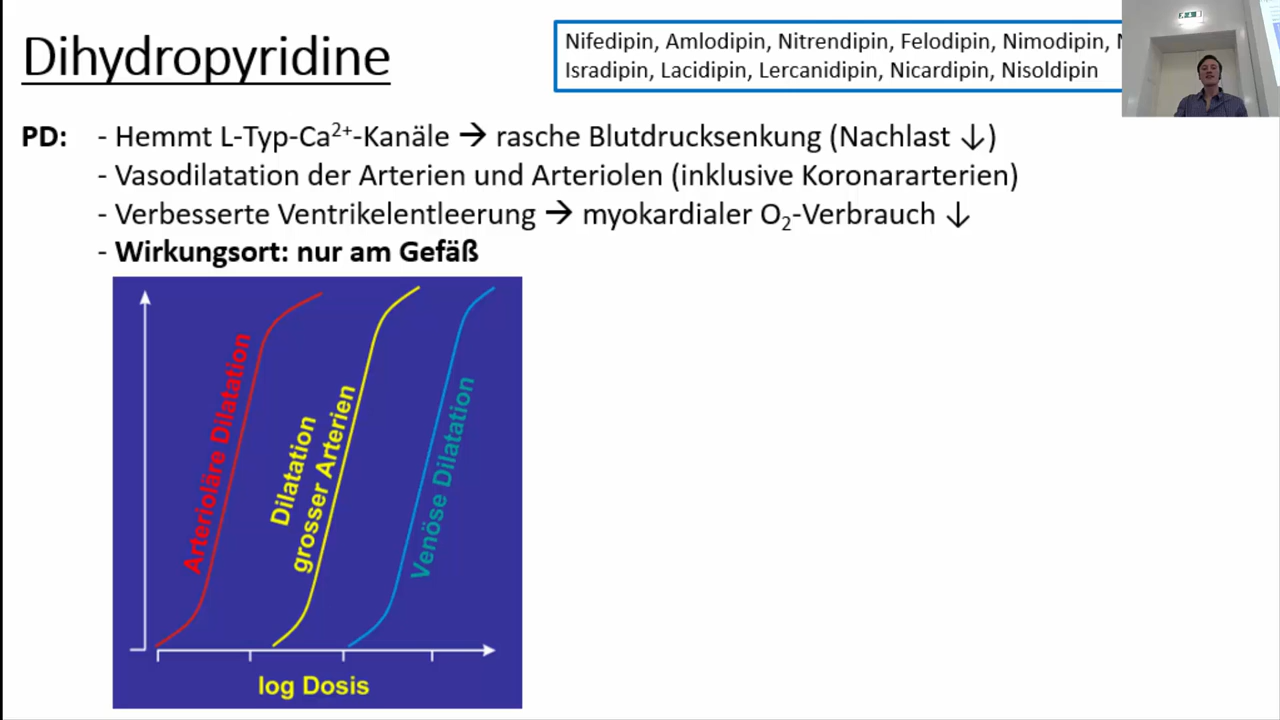 Dihydropyridine
Nifedipin, Amlodipin, Nitrendipin, Felodipin, Nimodipin,
Isradipin, Lacidipin, Lercanidipin, Nicardipin, Nisoldipin
PD: - Hemmt L-Typ-Ca²⁺-Kanäle → rasche Blutdrucksenkung (Nachlast ↓)
- Vasodilatation der Arterien und Arteriolen (inklusive Koronararterien)
- Verbesserte Ventrikelentleerung → myokardialer O₂-Verbrauch ↓
- Wirkungsort: nur am Gefäß
Arterioläre Dilatation
Dilatation
grosser Arterien
Venöse Dilatation
log Dosis